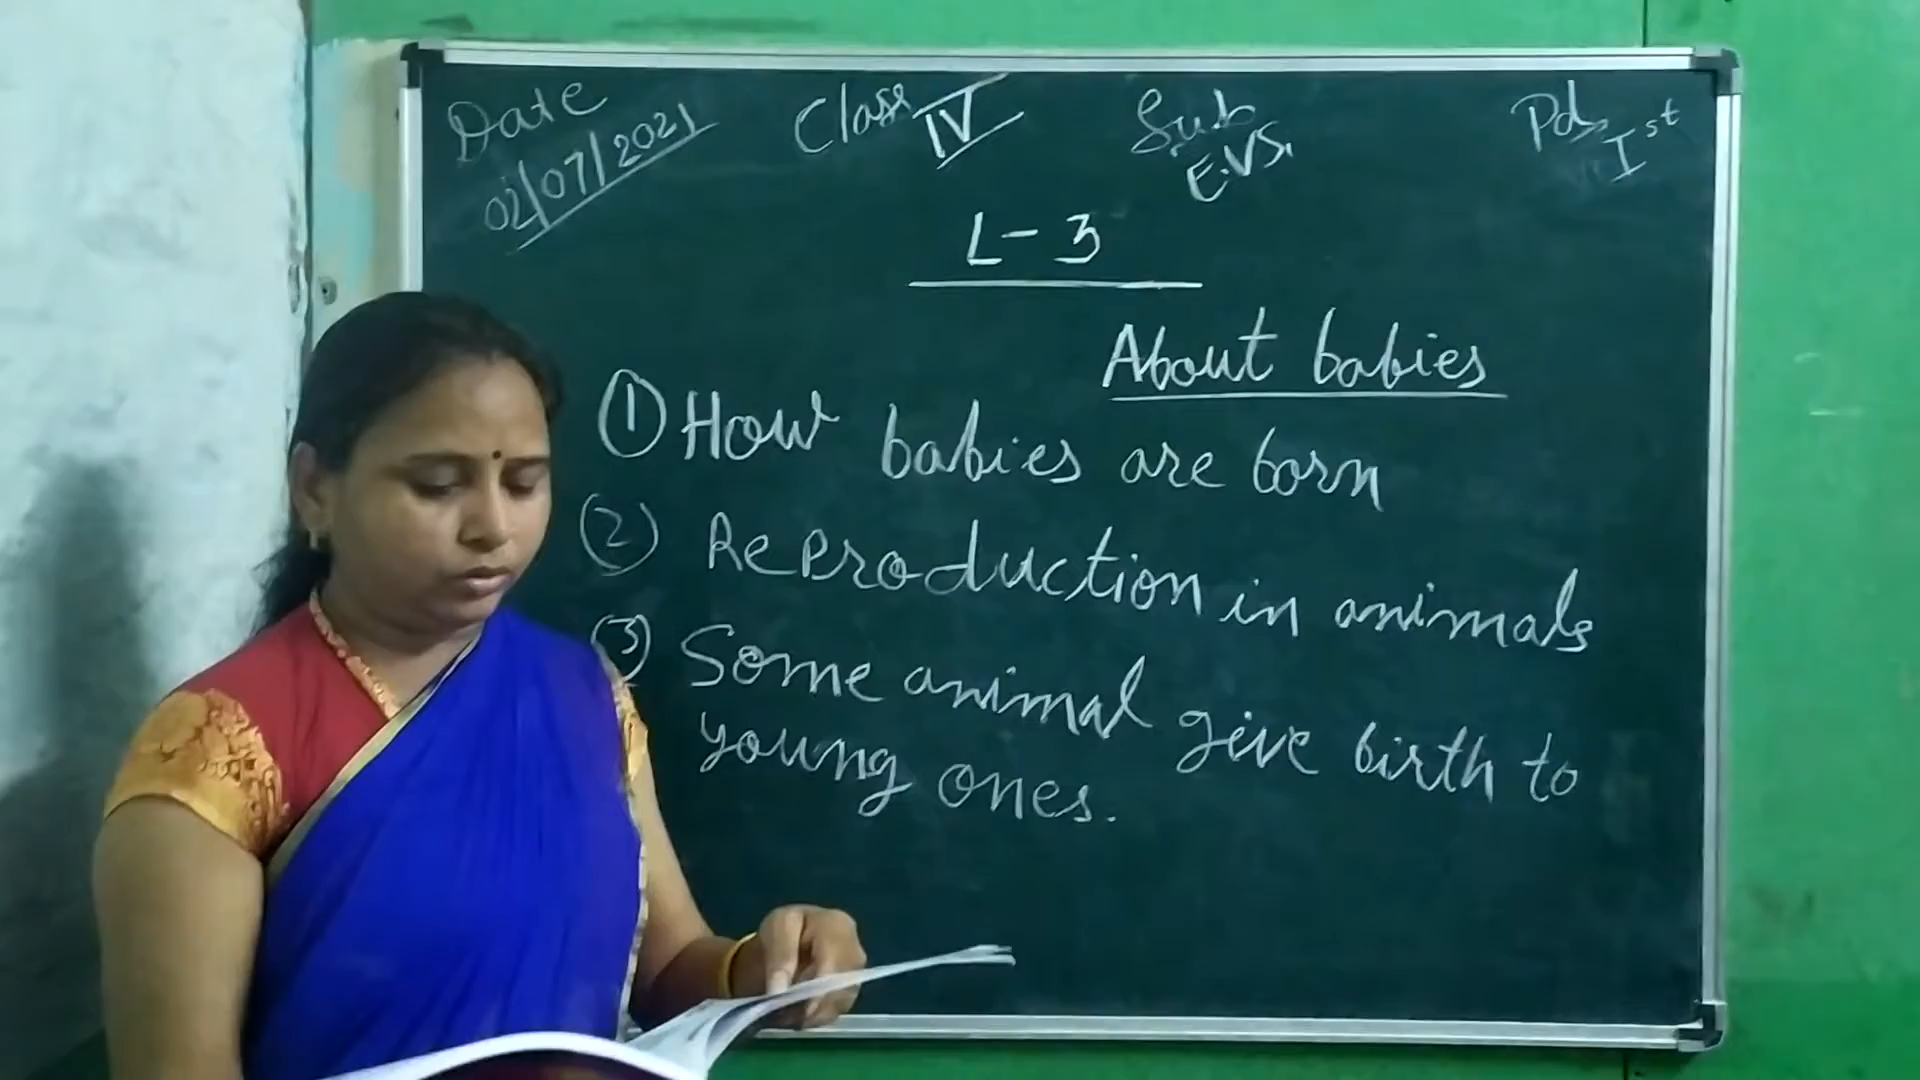 Date
02/07/2021
Class IV
Sub
E.V.S.
Pd. Ist
L-3
About babies
① How babies are born
(2) Reproduction in animals
(3) Some animal give birth to
young ones.